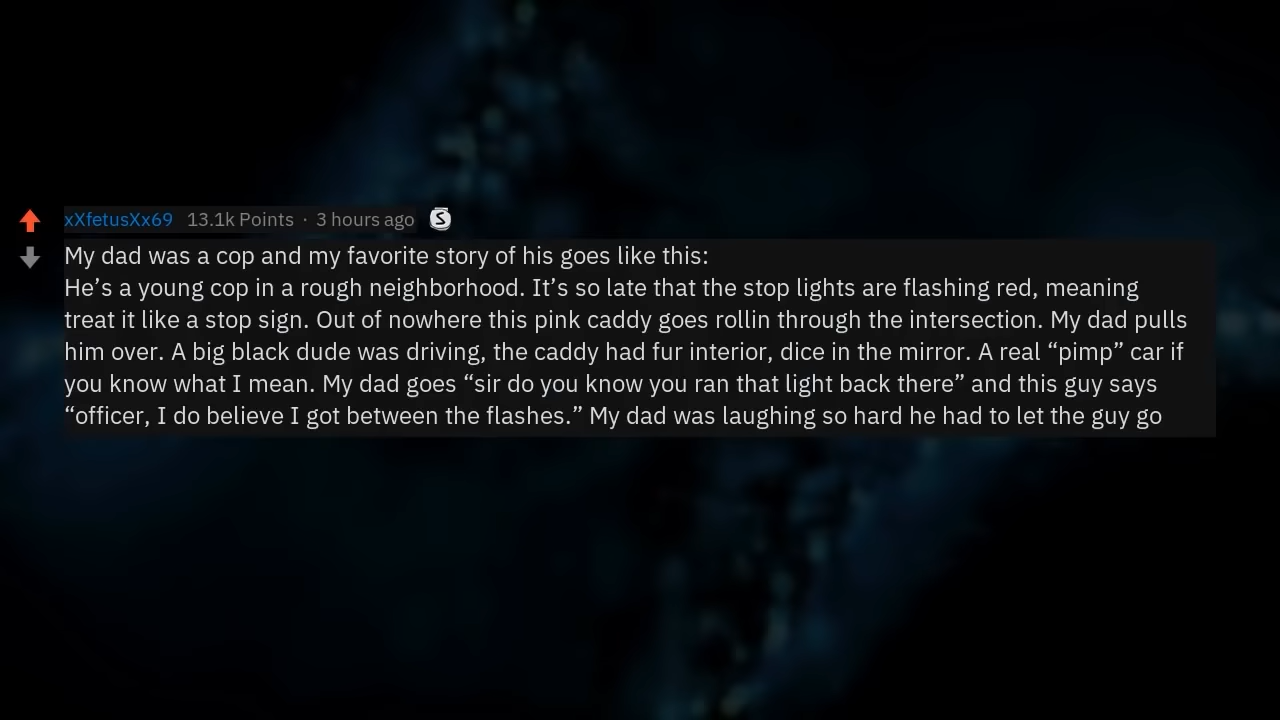 xXfetusXx69 13.1k Points · 3 hours ago
My dad was a cop and my favorite story of his goes like this:
He’s a young cop in a rough neighborhood. It’s so late that the stop lights are flashing red, meaning
treat it like a stop sign. Out of nowhere this pink caddy goes rollin through the intersection. My dad pulls
him over. A big black dude was driving, the caddy had fur interior, dice in the mirror. A real “pimp” car if
you know what I mean. My dad goes “sir do you know you ran that light back there” and this guy says
“officer, I do believe I got between the flashes.” My dad was laughing so hard he had to let the guy go